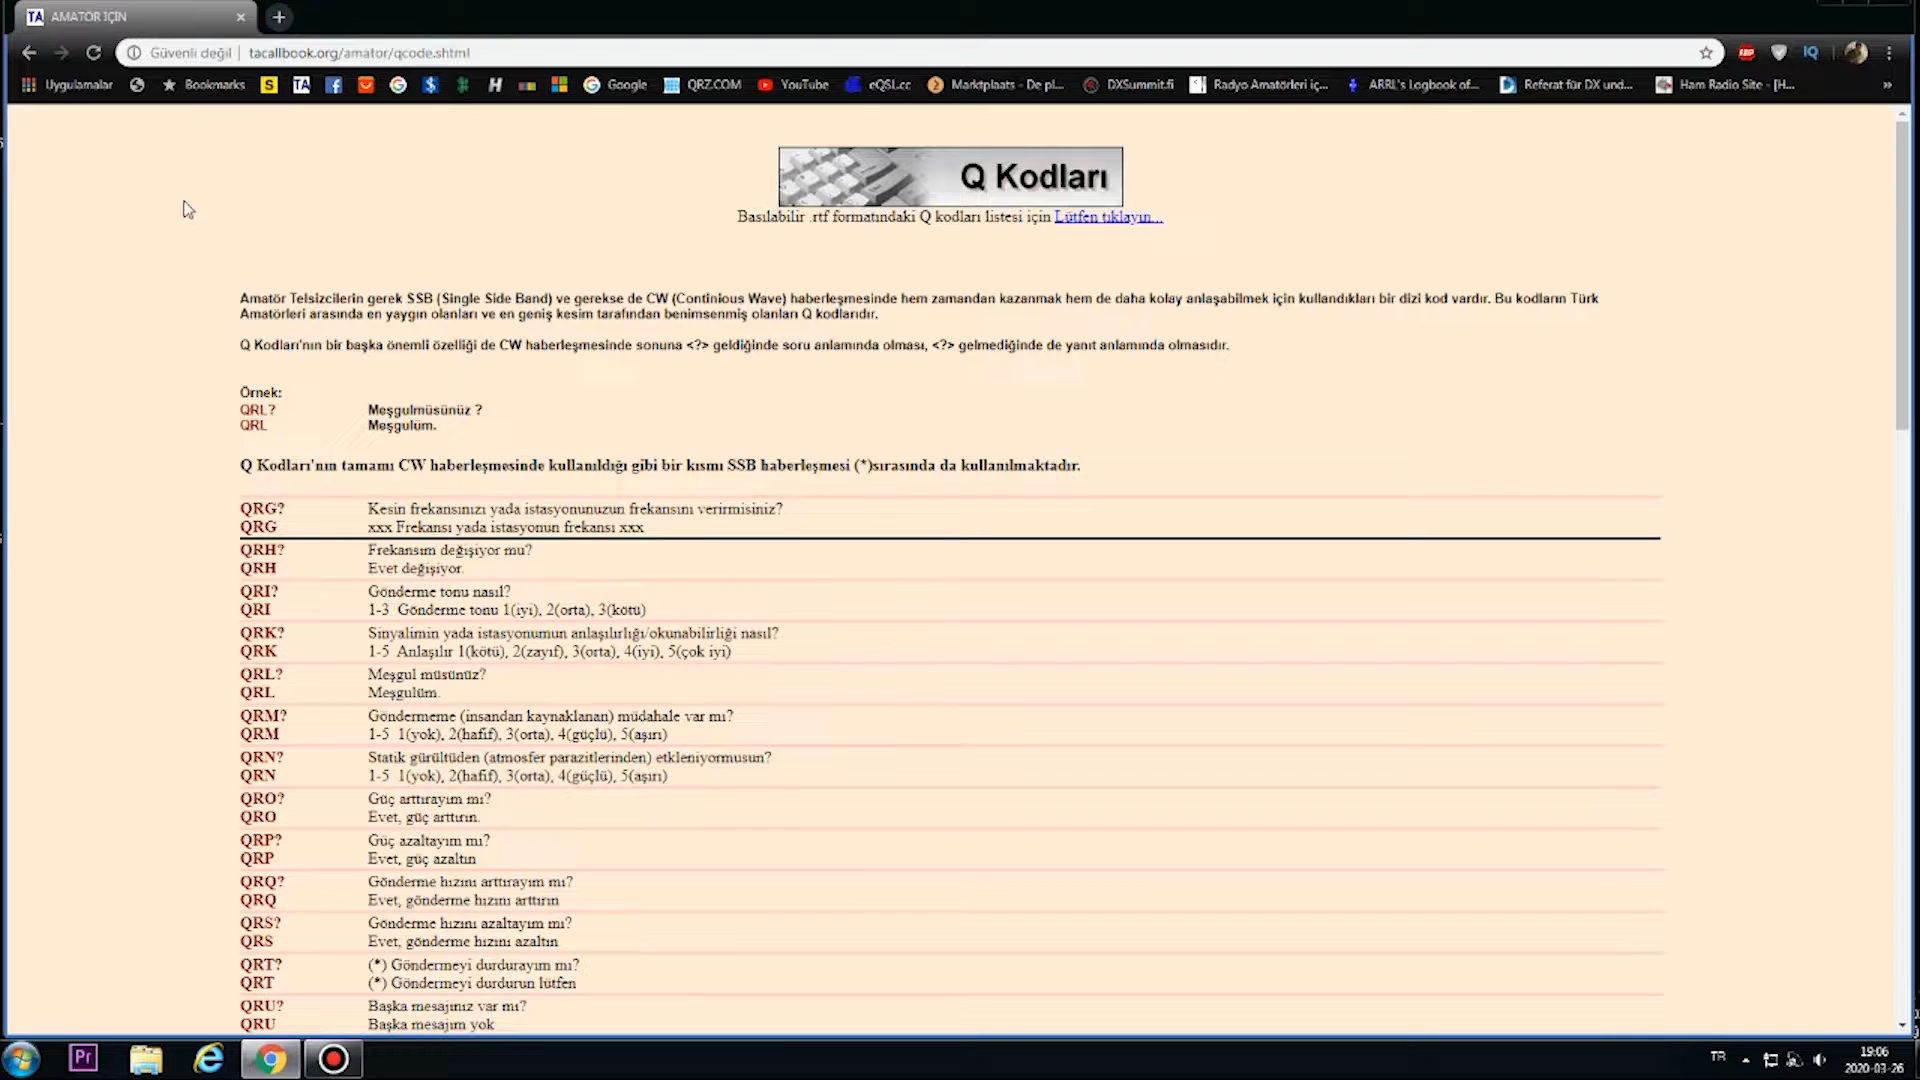 TA AMATÖR İÇİN
Güvenli değil | tacallbook.org/amator/qcode.shtml
ABP IQ
Uygulamalar Bookmarks S TA Google QRZ.COM YouTube eQSL.cc Marktplaats - De pl... DXSummit.fi Radyo Amatörleri iç... ARRL's Logbook of... Referat für DX und... Ham Radio Site - [H... »
Q Kodları
Basılabilir .rtf formatındaki Q kodları listesi için Lütfen tıklayın...
Amatör Telsizcilerin gerek SSB (Single Side Band) ve gerekse de CW (Continious Wave) haberleşmesinde hem zamandan kazanmak hem de daha kolay anlaşabilmek için kullandıkları bir dizi kod vardır. Bu kodların Türk
Amatörleri arasında en yaygın olanları ve en geniş kesim tarafından benimsenmiş olanları Q kodlarıdır.
Q Kodları'nın bir başka önemli özelliği de CW haberleşmesinde sonuna <?> geldiğinde soru anlamında olması, <?> gelmediğinde de yanıt anlamında olmasıdır.
Örnek:
QRL? Meşgulmüsünüz ?
QRL Meşgulüm.
Q Kodları'nın tamamı CW haberleşmesinde kullanıldığı gibi bir kısmı SSB haberleşmesi (*)sırasında da kullanılmaktadır.
QRG? Kesin frekansınızı yada istasyonunuzun frekansını verirmisiniz?
QRG xxx Frekansı yada istasyonun frekansı xxx
QRH? Frekansım değişiyor mu?
QRH Evet değişiyor.
QRI? Gönderme tonu nasıl?
QRI 1-3 Gönderme tonu 1(iyi), 2(orta), 3(kötü)
QRK? Sinyalimin yada istasyonumun anlaşılırlığı/okunabilirliği nasıl?
QRK 1-5 Anlaşılır 1(kötü), 2(zayıf), 3(orta), 4(iyi), 5(çok iyi)
QRL? Meşgul müsünüz?
QRL Meşgulüm.
QRM? Göndermeme (insandan kaynaklanan) müdahale var mı?
QRM 1-5 1(yok), 2(hafif), 3(orta), 4(güçlü), 5(aşırı)
QRN? Statik gürültüden (atmosfer parazitlerinden) etkleniyormusun?
QRN 1-5 1(yok), 2(hafif), 3(orta), 4(güçlü), 5(aşırı)
QRO? Güç arttırayım mı?
QRO Evet, güç arttırın.
QRP? Güç azaltayım mı?
QRP Evet, güç azaltın
QRQ? Gönderme hızını arttırayım mı?
QRQ Evet, gönderme hızını arttırın
QRS? Gönderme hızını azaltayım mı?
QRS Evet, gönderme hızını azaltın
QRT? (*) Göndermeyi durdurayım mı?
QRT (*) Göndermeyi durdurun lütfen
QRU? Başka mesajınız var mı?
QRU Başka mesajım yok
Pr
TR
19:06
2020-03-26